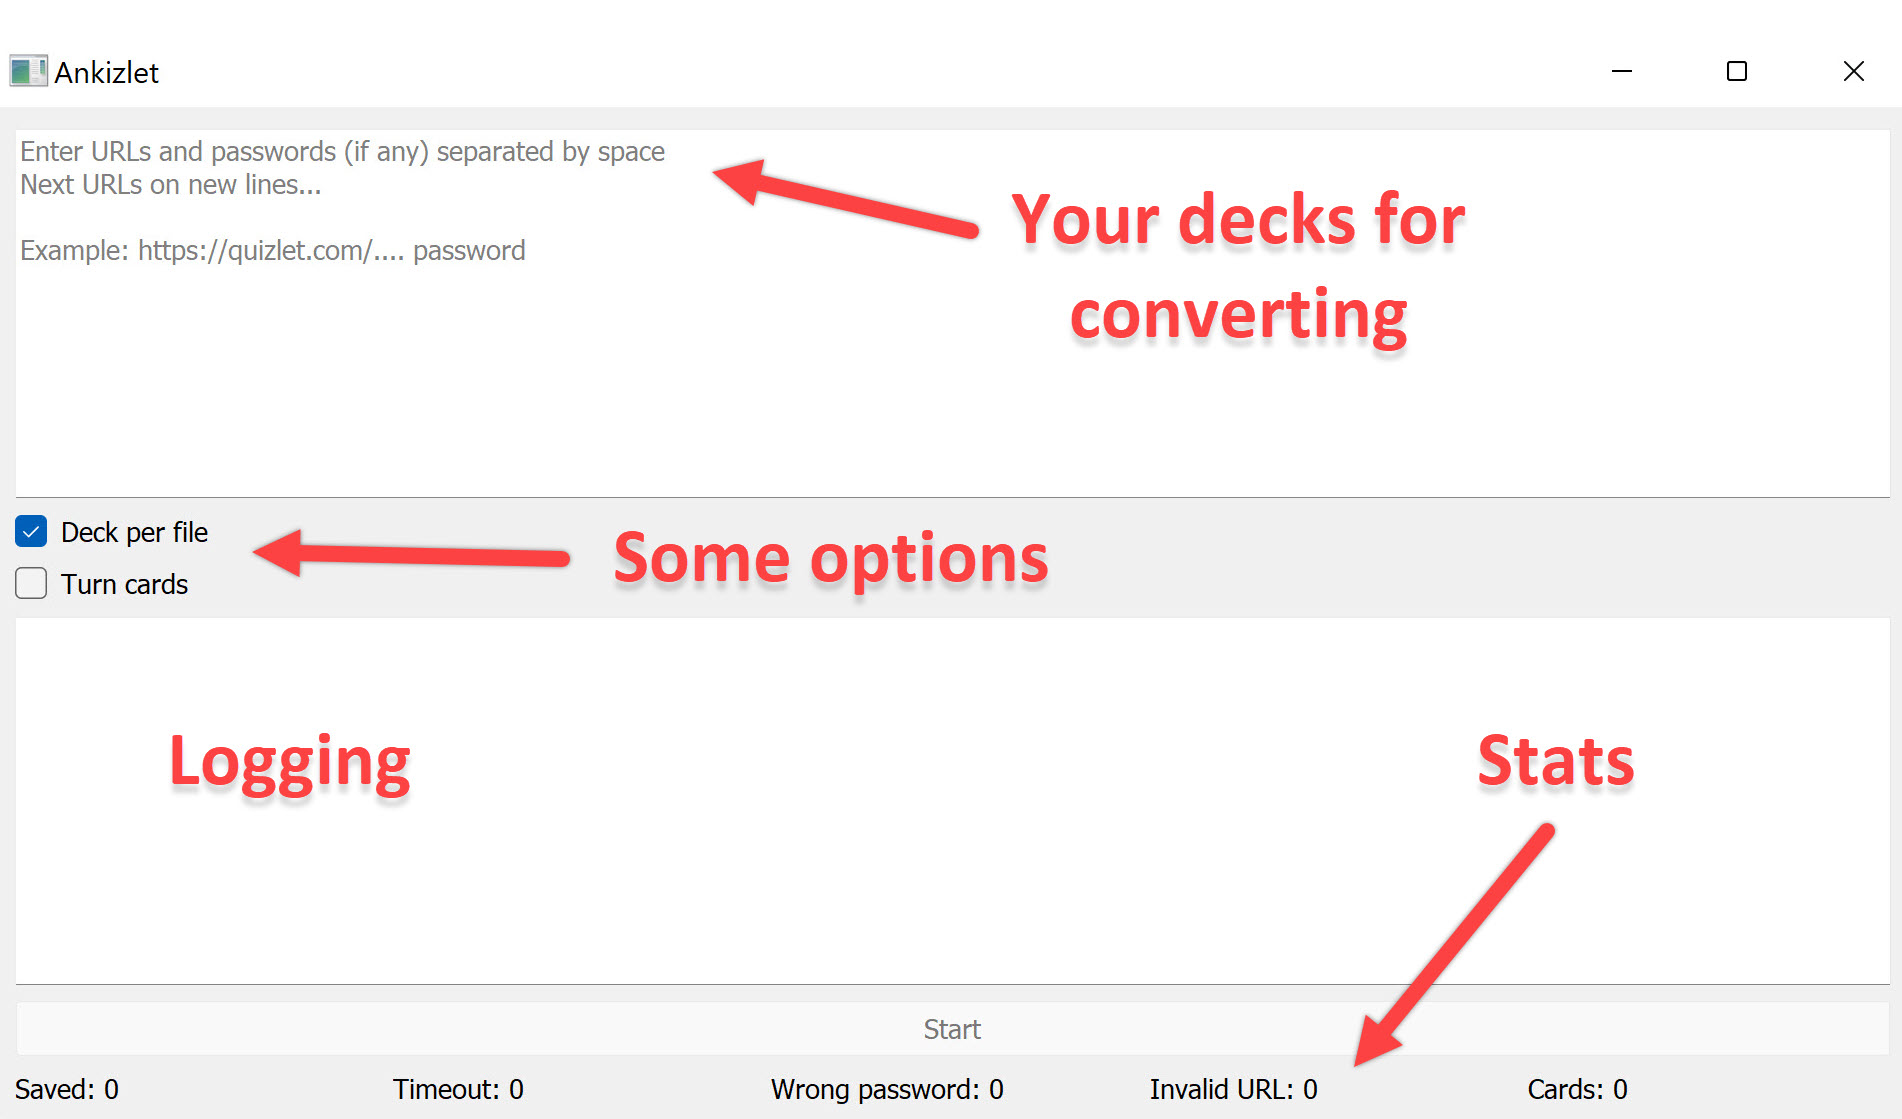 Ankizlet
Enter URLs and passwords (if any) separated by space
Next URLs on new lines...
Example: https://quizlet.com/.... password
Your decks for
converting
Deck per file
Some options
Turn cards
Logging
Stats
Start
Saved: 0
Timeout: 0
Wrong password: 0
Invalid URL: 0
Cards: 0